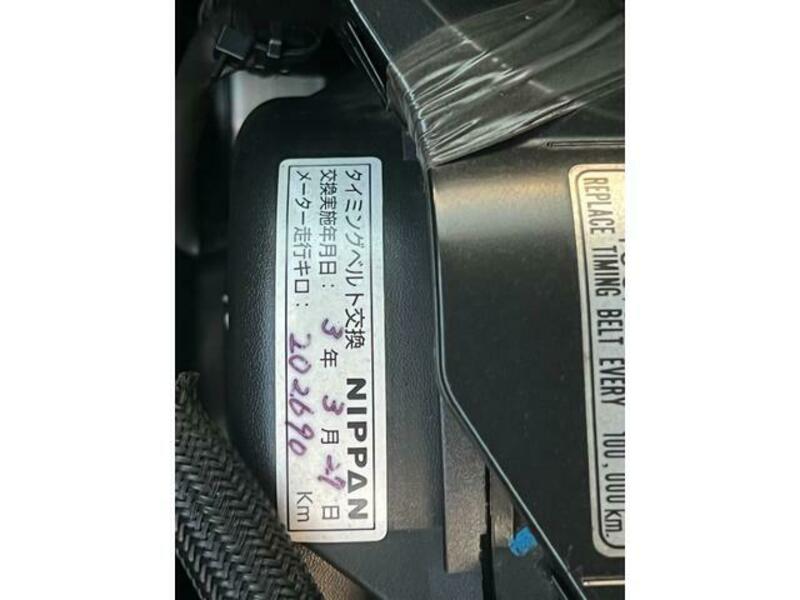 タイミングベルト交換 NIPPAN
交換実施年月日：3年3月27日
メーター走行キロ：202690 Km
REPLACE TIMING BELT EVERY 100,000Km.